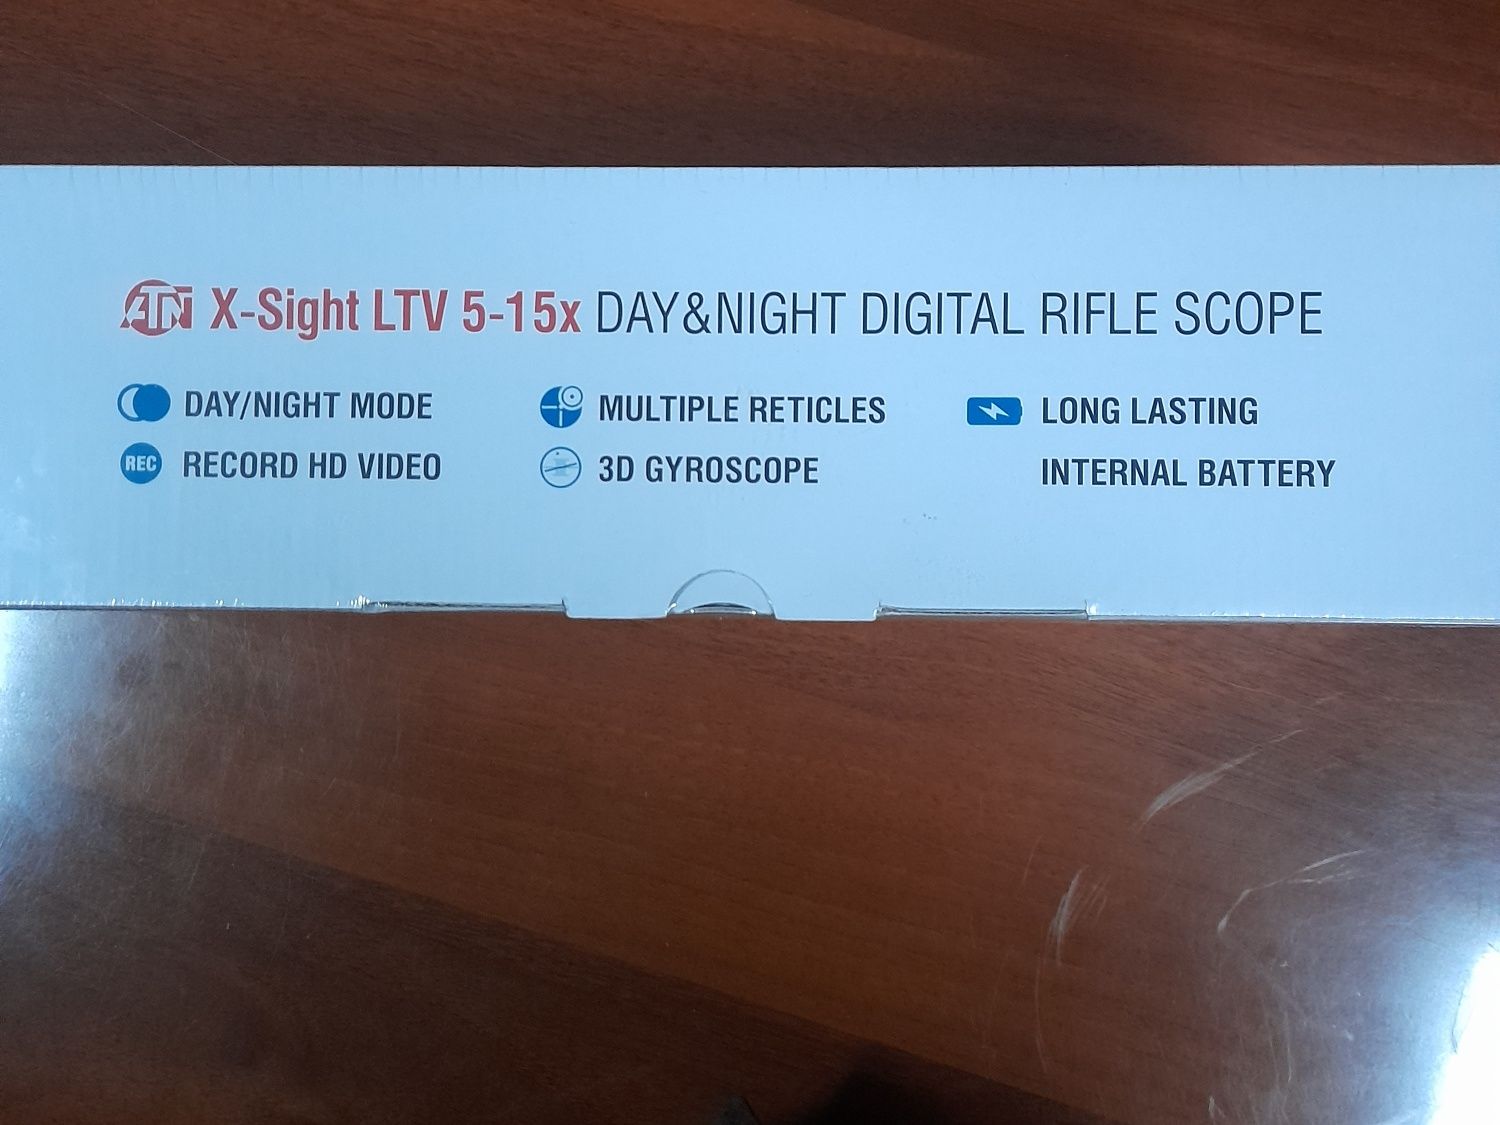 ATN X-Sight LTV 5-15x DAY&NIGHT DIGITAL RIFLE SCOPE
DAY/NIGHT MODE
REC RECORD HD VIDEO
MULTIPLE RETICLES
3D GYROSCOPE
LONG LASTING
INTERNAL BATTERY